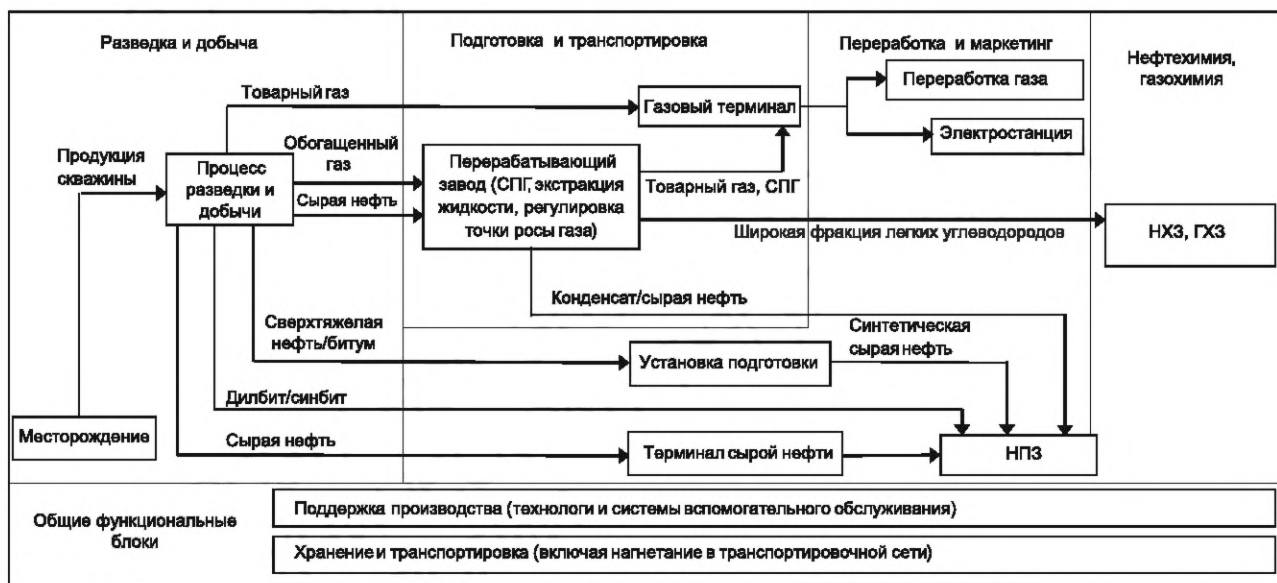 Разведка и добыча
Подготовка и транспортировка
Переработка и маркетинг
Нефтехимия,
газохимия
Товарный газ
Газовый терминал
Переработка газа
Электростанция
Обогащенный
газ
Продукция
скважины
Процесс
разведки и
добычи
Сырая нефть
Перерабатывающий
завод (СПГ, экстракция
жидкости, регулировка
точки росы газа)
Товарный газ, СПГ
Широкая фракция легких углеводородов
НХЗ, ГХЗ
Конденсат/сырая нефть
Сверхтяжелая
нефть/битум
Установка подготовки
Синтетическая
сырая нефть
Дилбит/синбит
Месторождение
Сырая нефть
Терминал сырой нефти
НПЗ
Общие функциональные
блоки
Поддержка производства (технологи и системы вспомогательного обслуживания)
Хранение и транспортировка (включая нагнетание в транспортировочной сети)